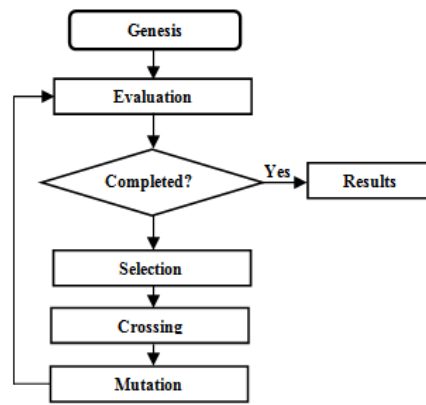 Genesis
Evaluation
Completed?
Yes
Results
Selection
Crossing
Mutation